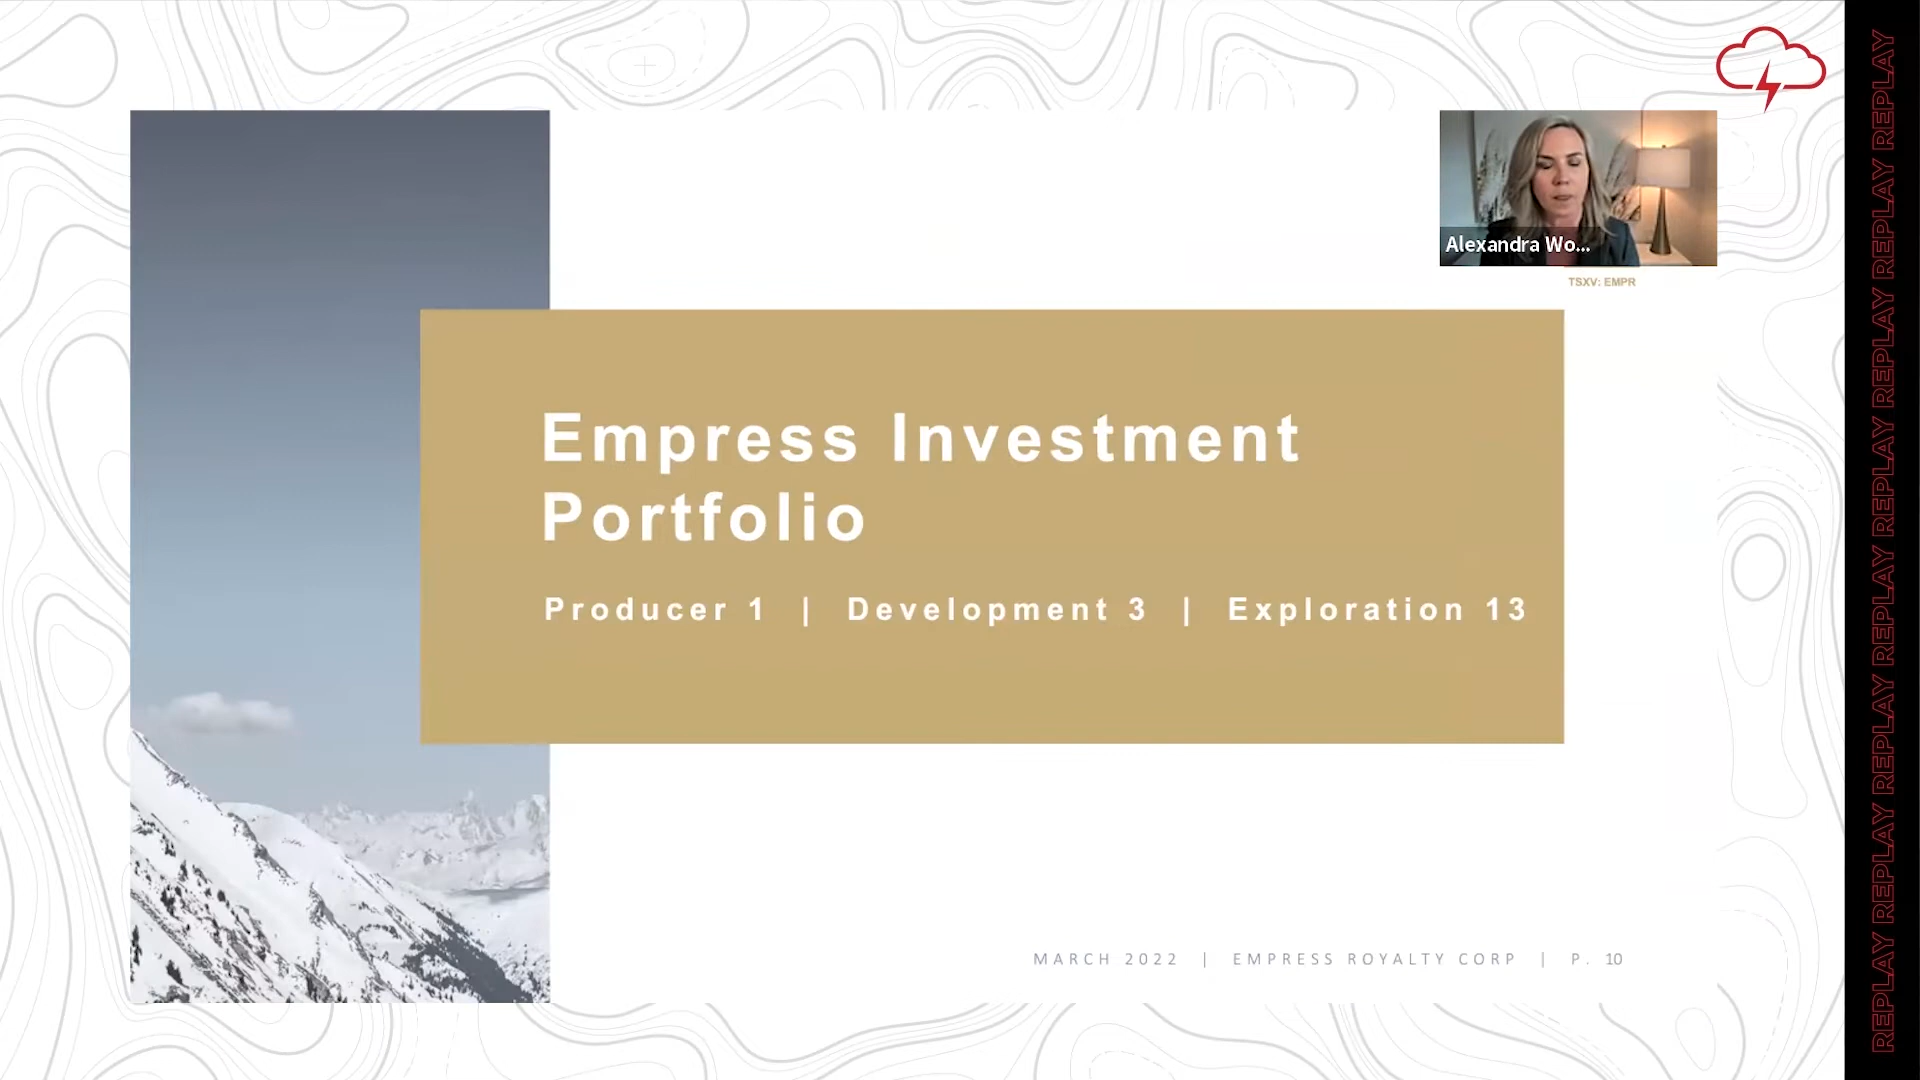 Alexandra Wo...
TSXV: EMPR
Empress Investment
Portfolio
Producer 1 | Development 3 | Exploration 13
MARCH 2022 | EMPRESS ROYALTY CORP | P. 10
REPLAY REPLAY REPLAY REPLAY REPLAY REPLAY REPLAY REPLAY